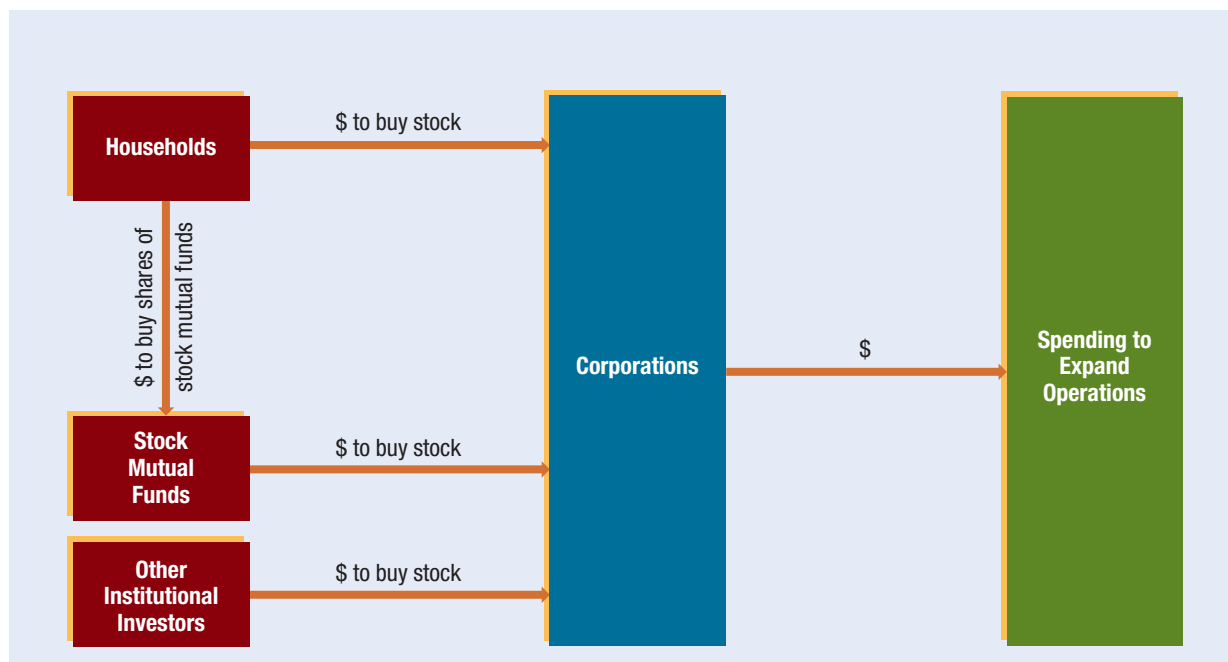 Households
$ to buy stock
$ to buy shares of
stock mutual funds
Corporations
$
Spending to
Expand
Operations
Stock
Mutual
Funds
$ to buy stock
Other
Institutional
Investors
$ to buy stock